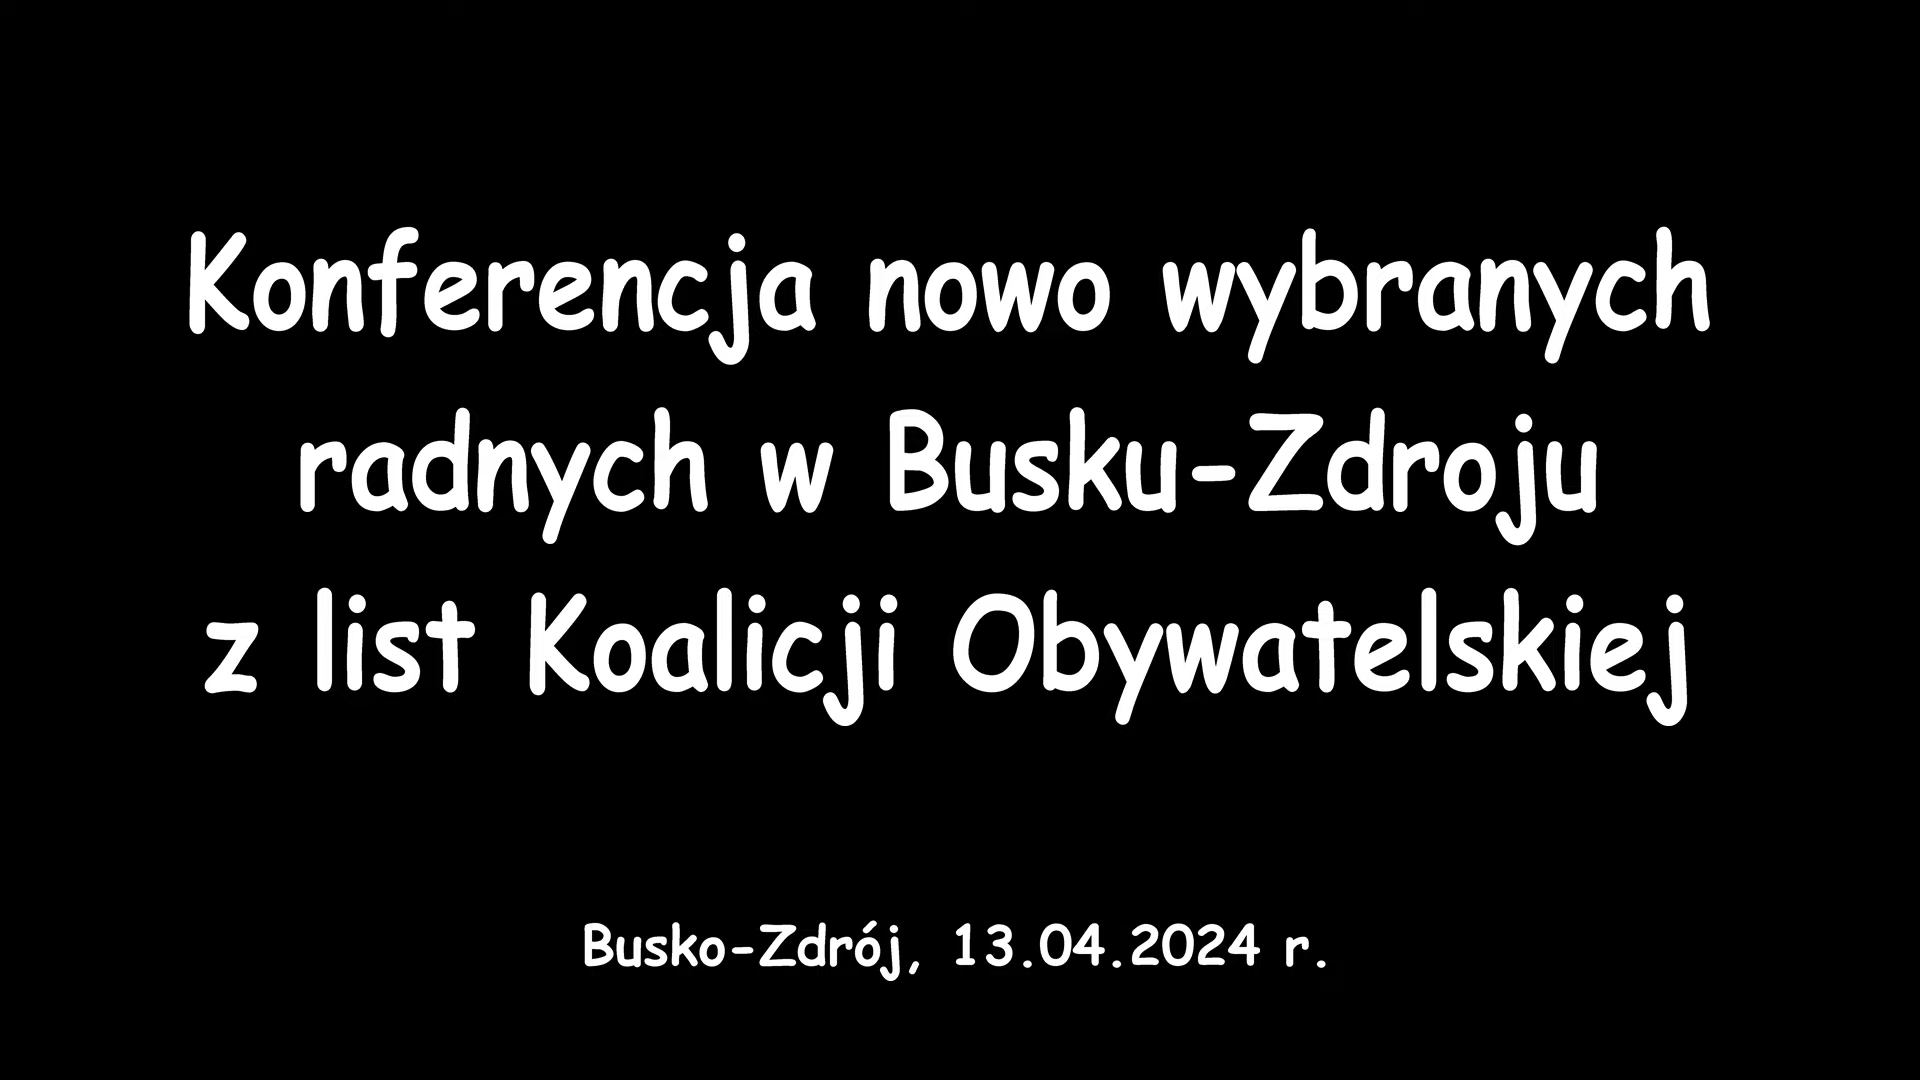 Konferencja nowo wybranych
radnych w Busku-Zdroju
z list Koalicji Obywatelskiej
Busko-Zdrój, 13.04.2024 r.